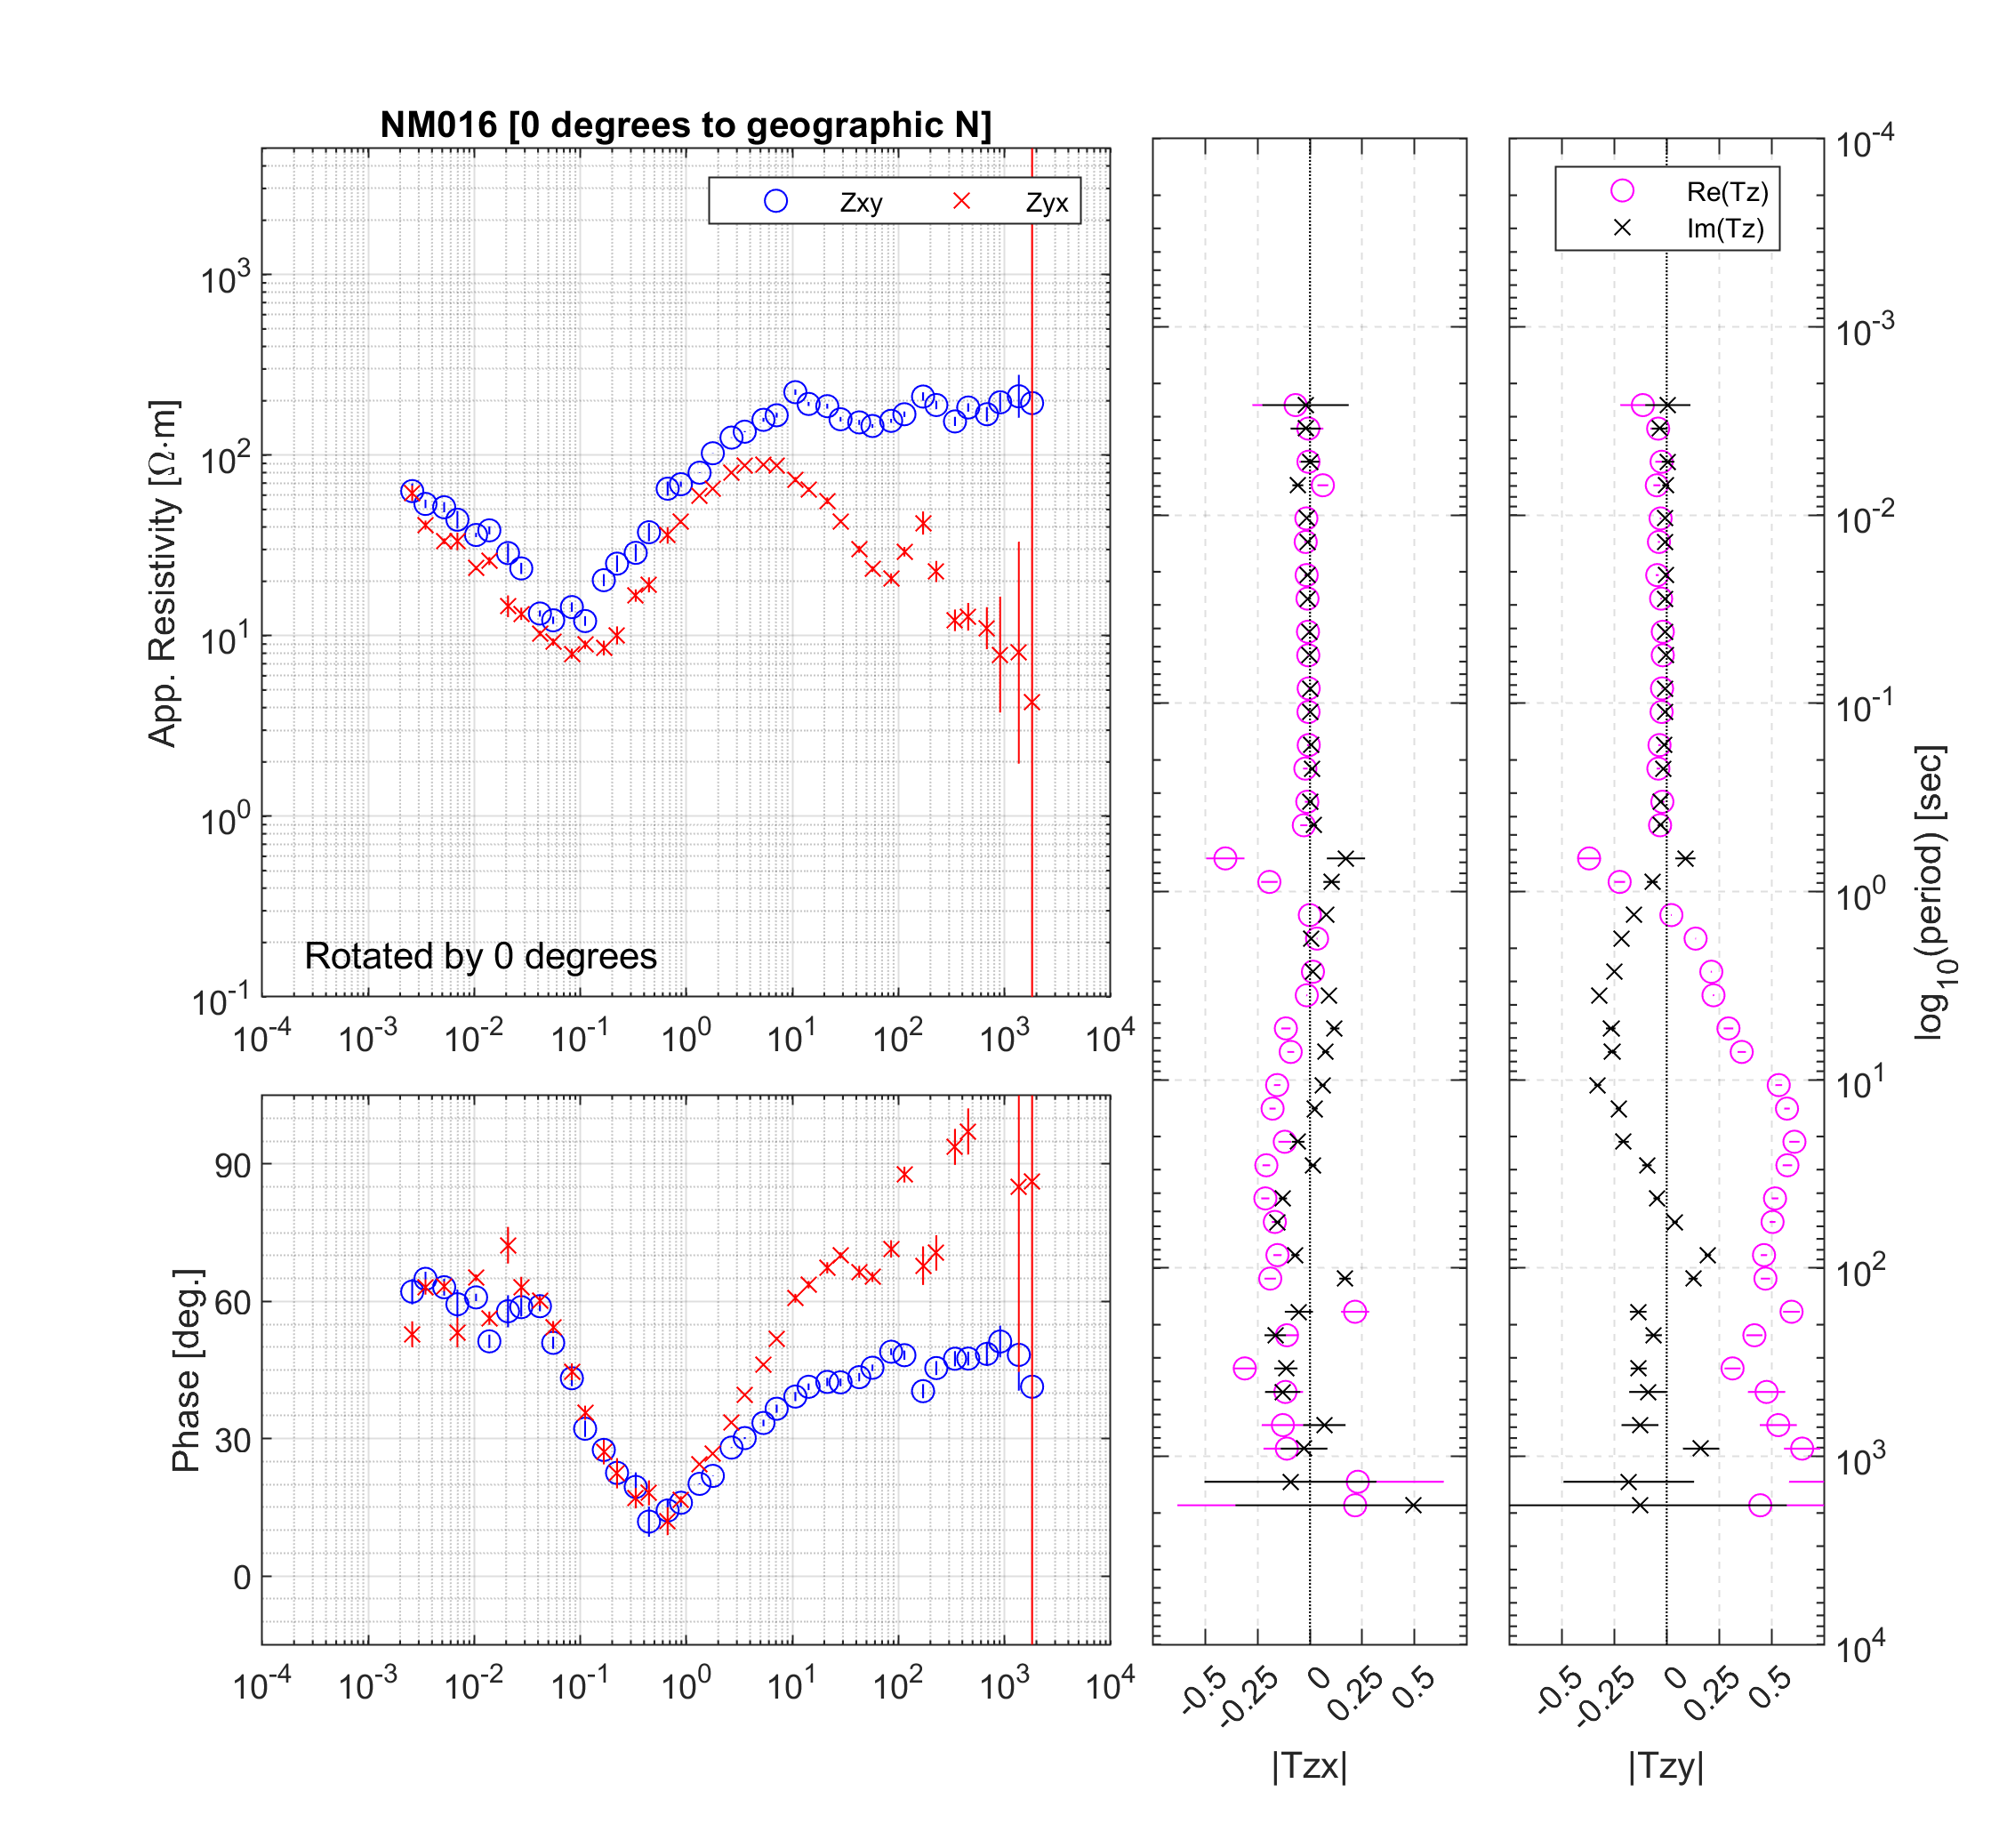 NM016 [0 degrees to geographic N]
Zxy
Zyx
App. Resistivity [Ω·m]
10^3
10^2
10^1
10^0
10^-1
Rotated by 0 degrees
10^-4 10^-3 10^-2 10^-1 10^0 10^1 10^2 10^3 10^4
Phase [deg.]
90
60
30
0
10^-4 10^-3 10^-2 10^-1 10^0 10^1 10^2 10^3 10^4
-0.5 -0.25 0 0.25 0.5
|Tzx|
Re(Tz)
Im(Tz)
10^-4
10^-3
10^-2
10^-1
10^0
10^1
10^2
10^3
10^4
log_10(period) [sec]
-0.5 -0.25 0 0.25 0.5
|Tzy|